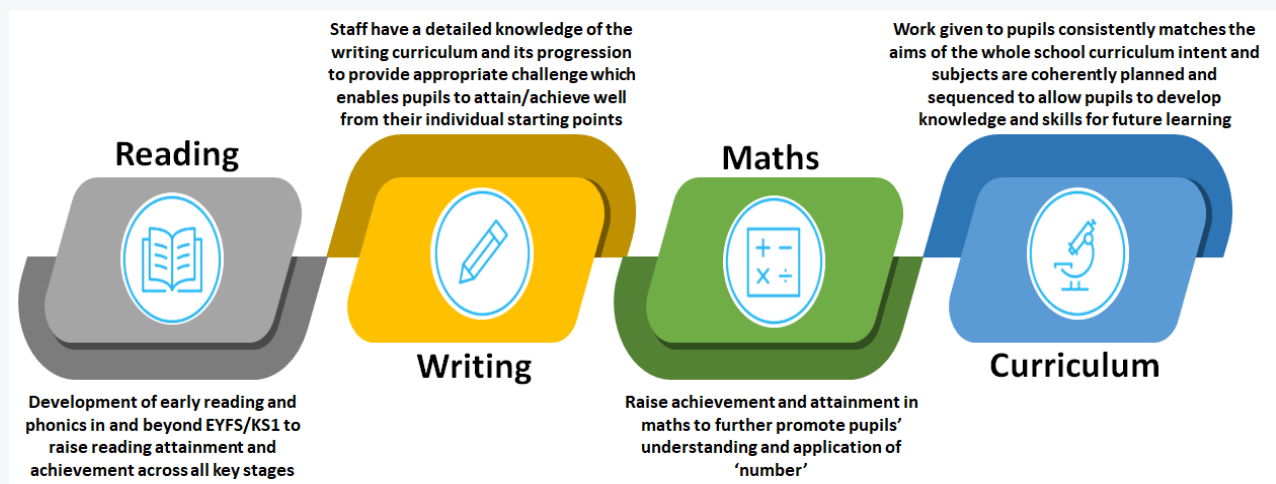 Reading
Development of early reading and
phonics in and beyond EYFS/KS1 to
raise reading attainment and
achievement across all key stages
Staff have a detailed knowledge of the
writing curriculum and its progression
to provide appropriate challenge which
enables pupils to attain/achieve well
from their individual starting points
Writing
Maths
+ −
X ÷
Raise achievement and attainment in
maths to further promote pupils’
understanding and application of
‘number’
Work given to pupils consistently matches the
aims of the whole school curriculum intent and
subjects are coherently planned and
sequenced to allow pupils to develop
knowledge and skills for future learning
Curriculum